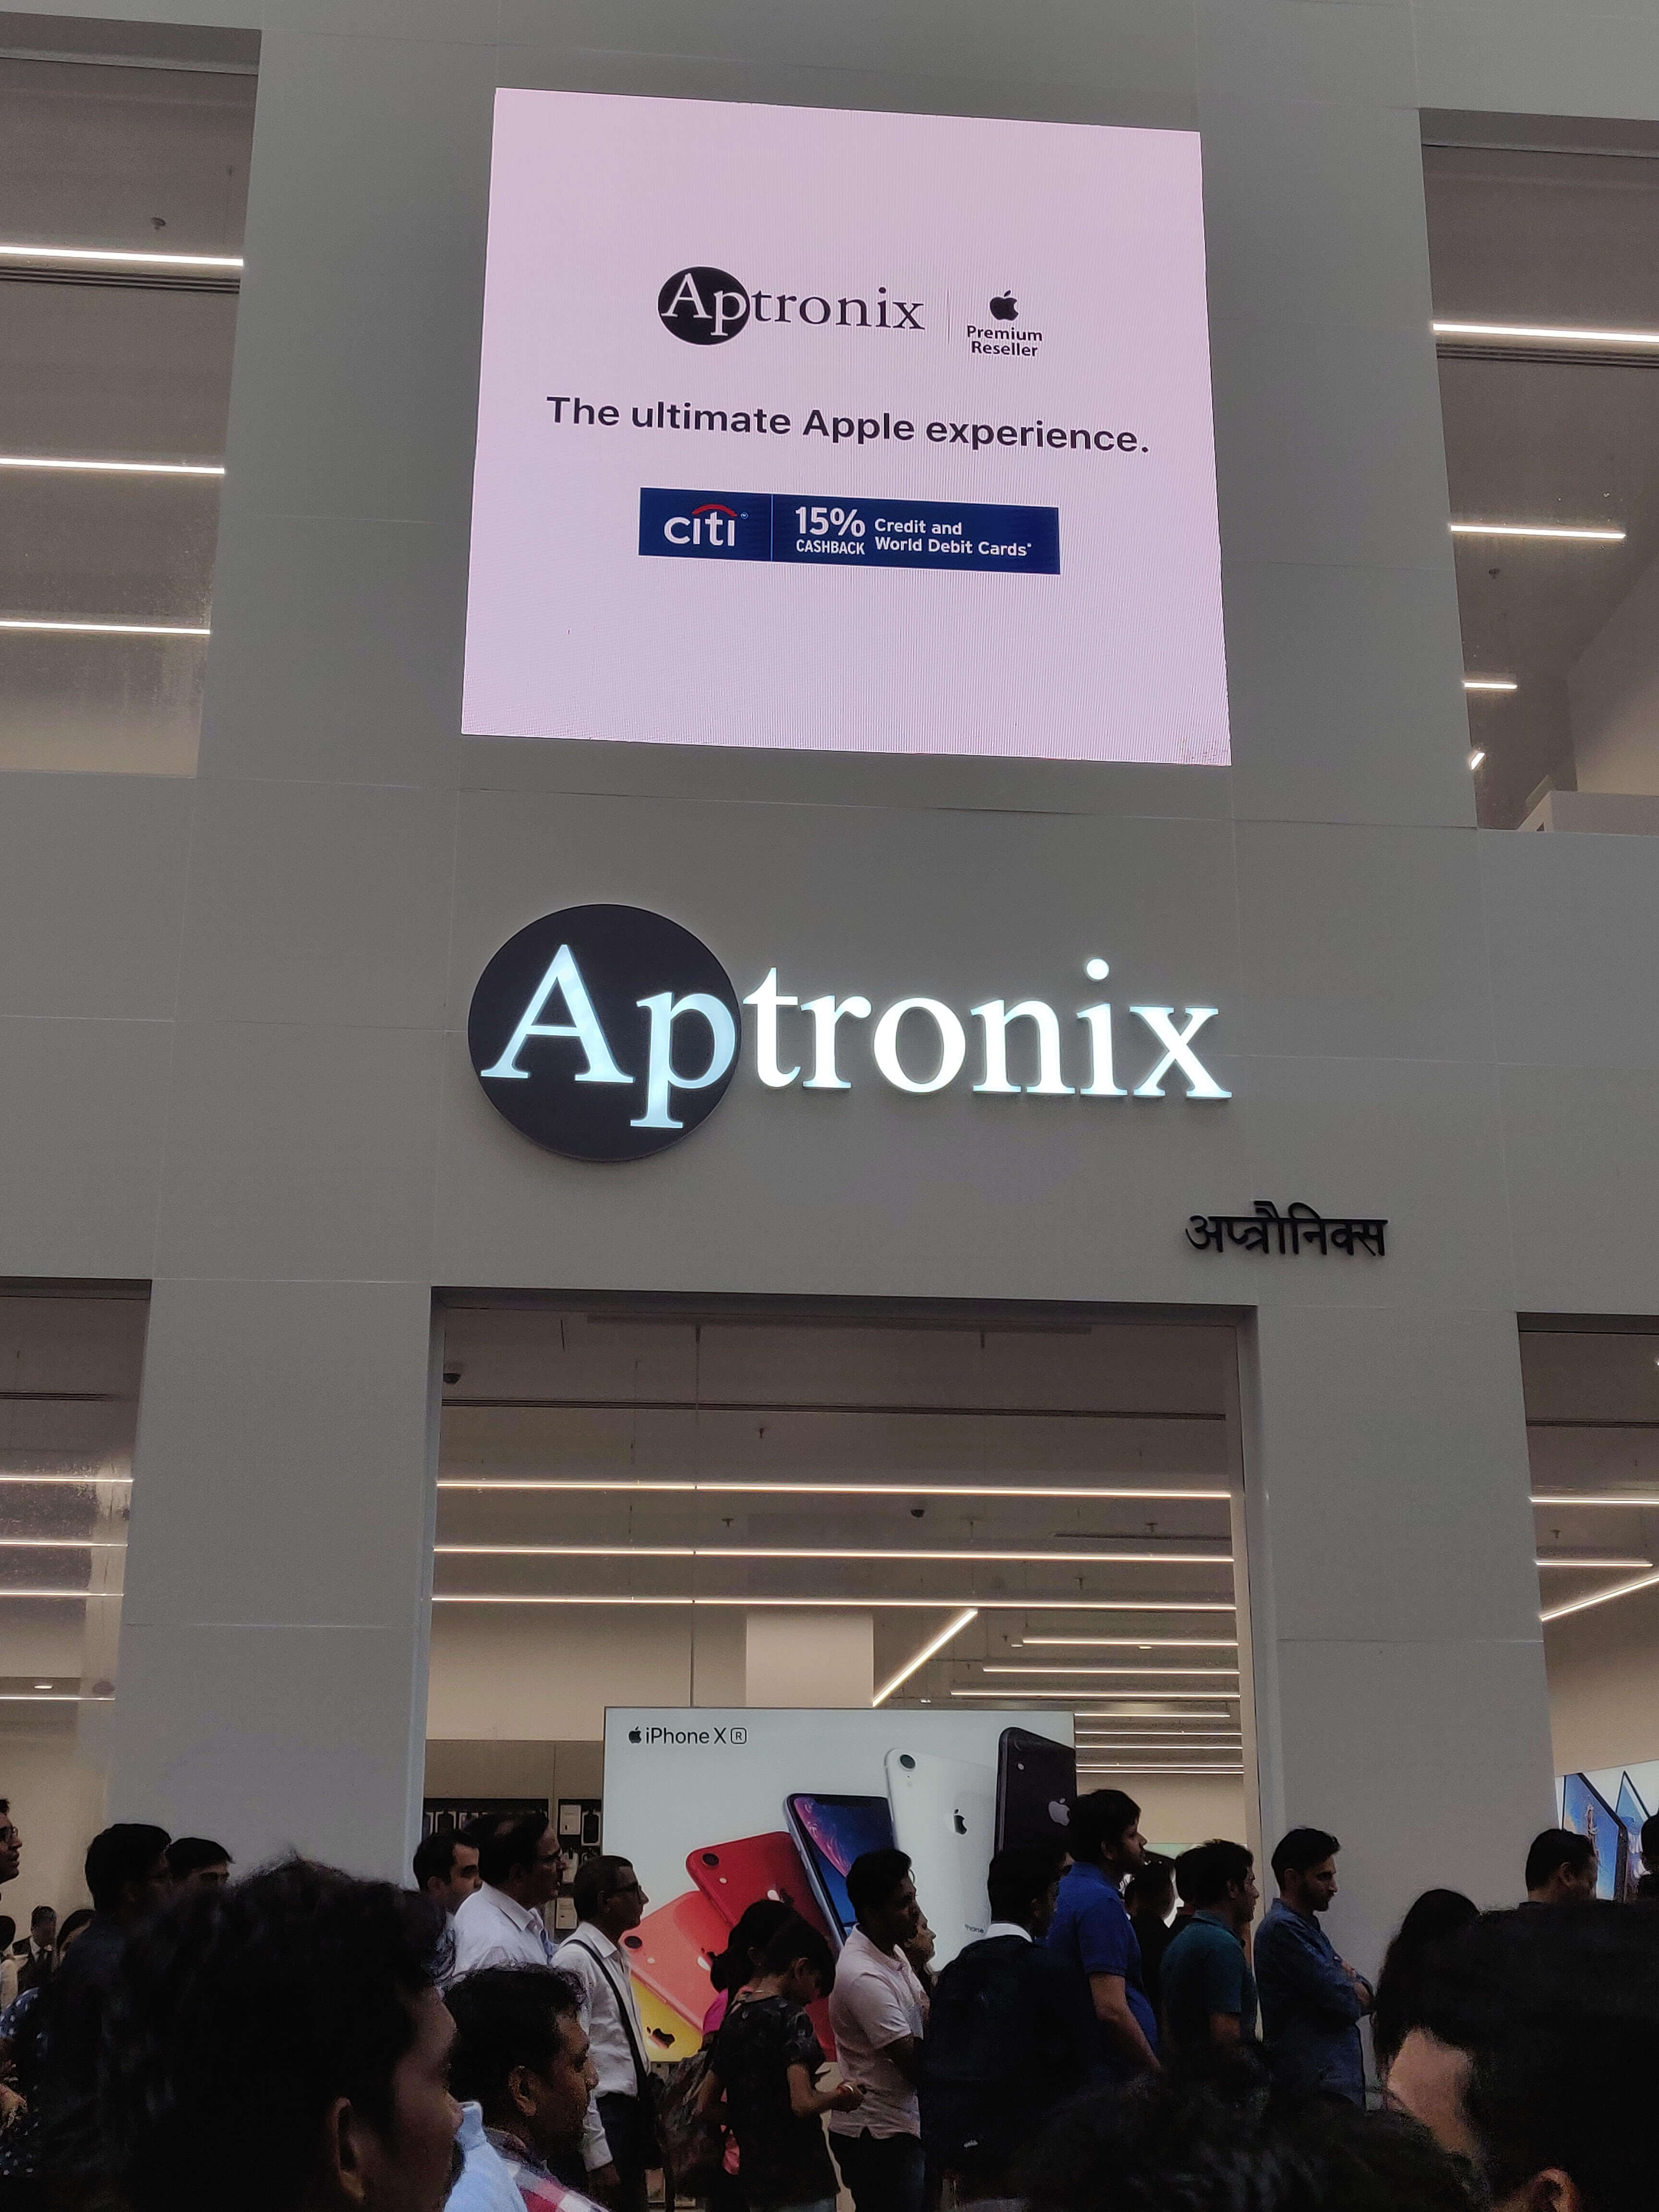 Aptronix
Premium
Reseller
The ultimate Apple experience.
citi
15%
CASHBACK
Credit and
World Debit Cards*
Aptronix
अप्त्रौनिक्स
iPhone XR
iPhone